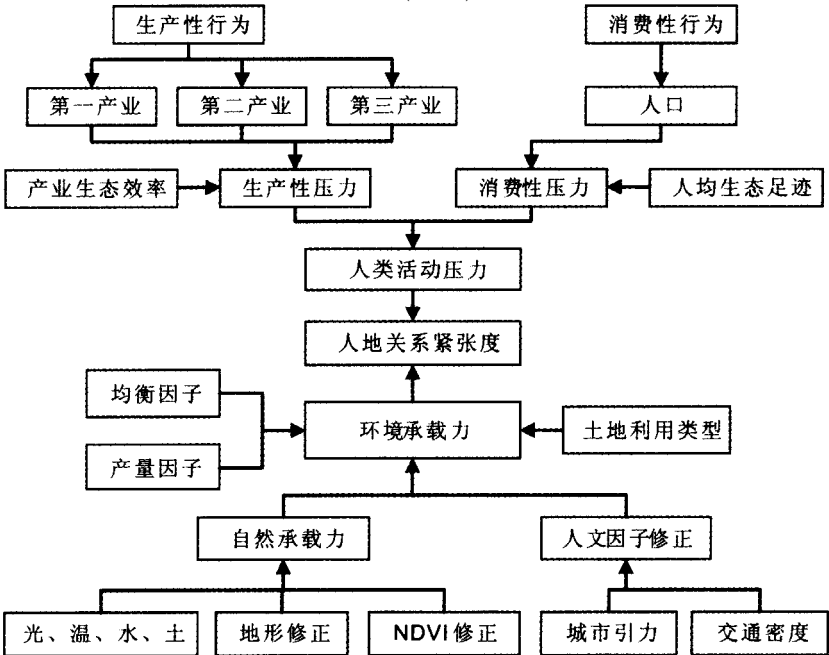 生产性行为
消费性行为
第一产业
第二产业
第三产业
人口
产业生态效率
生产性压力
消费性压力
人均生态足迹
人类活动压力
人地关系紧张度
均衡因子
环境承载力
土地利用类型
产量因子
自然承载力
人文因子修正
光、温、水、土
地形修正
NDVI修正
城市引力
交通密度